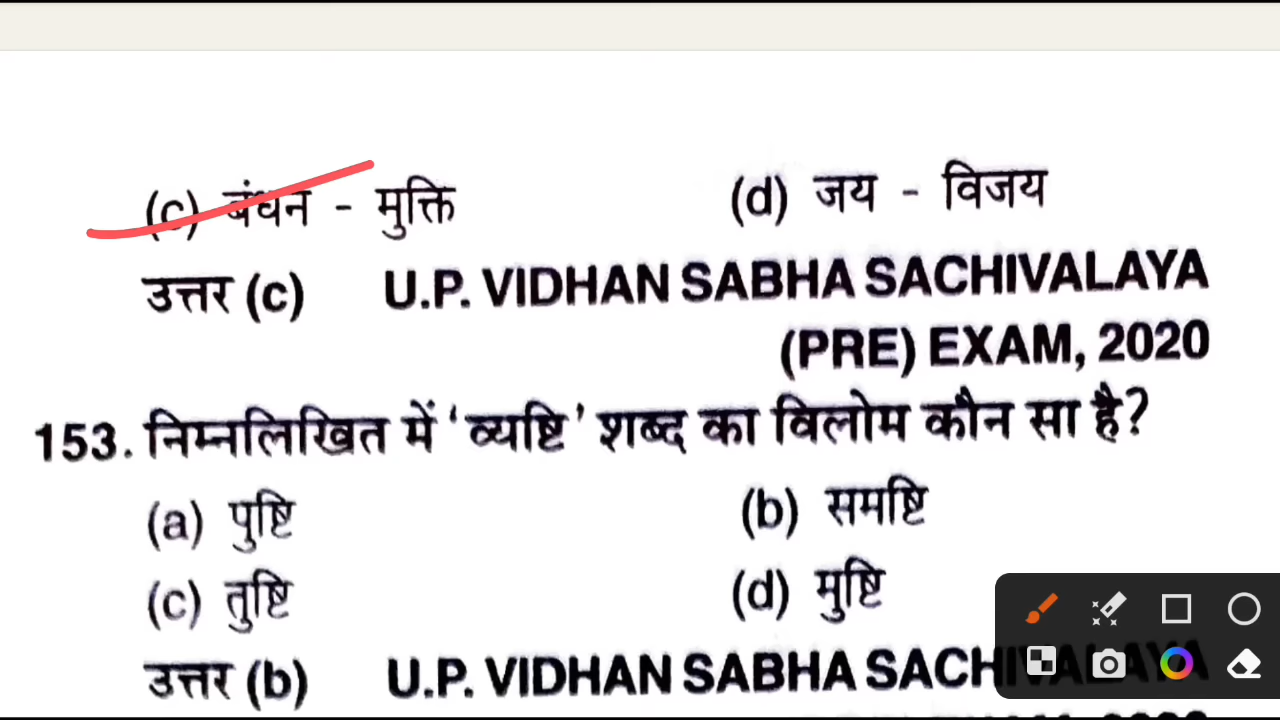 (c) बंधन - मुक्ति (d) जय - विजय
उत्तर (c) U.P. VIDHAN SABHA SACHIVALAYA
(PRE) EXAM, 2020
153. निम्नलिखित में 'व्यष्टि' शब्द का विलोम कौन सा है?
(a) पुष्टि (b) समष्टि
(c) तुष्टि (d) मुष्टि
उत्तर (b) U.P. VIDHAN SABHA SACHIVALAYA